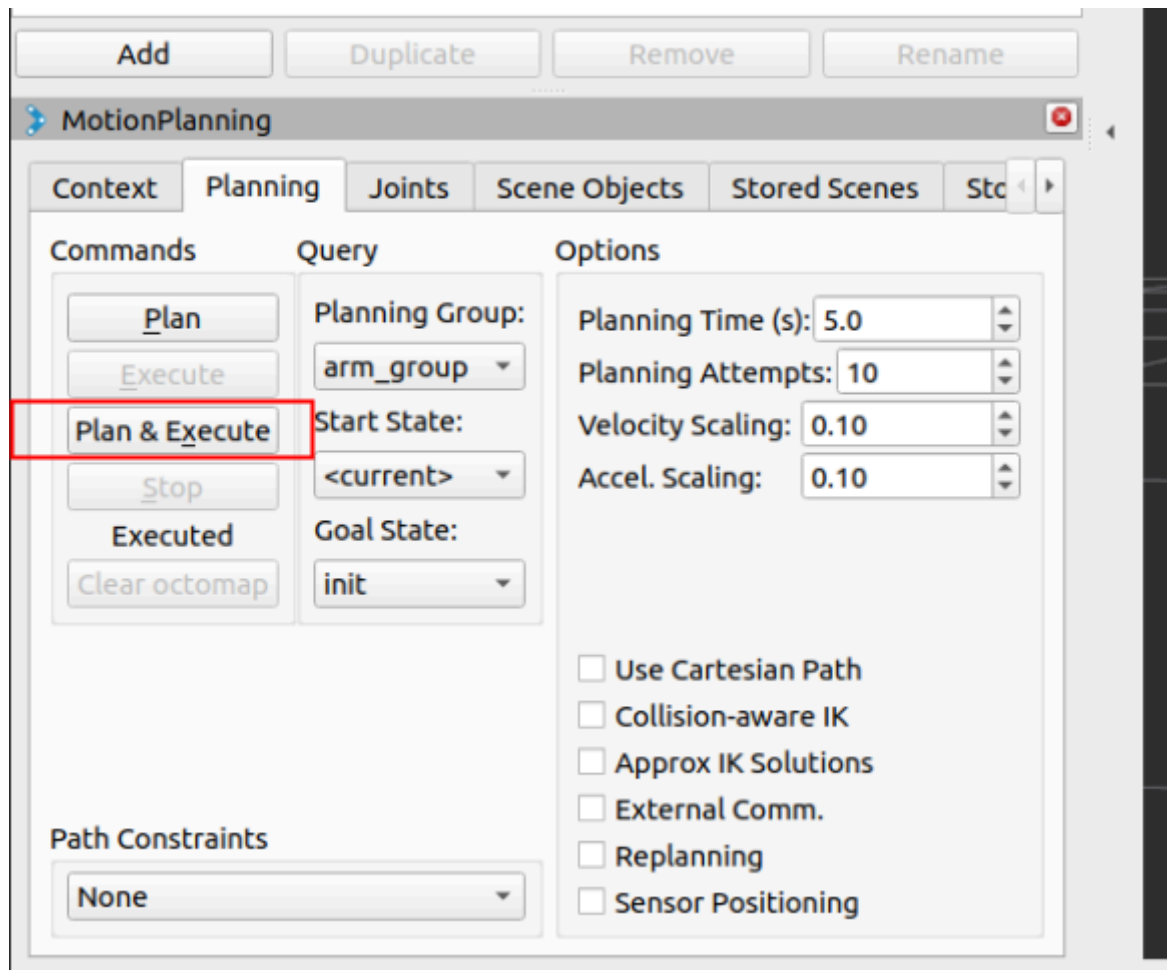 Add Duplicate Remove Rename
MotionPlanning
Context Planning Joints Scene Objects Stored Scenes Sto
Commands Query Options
Plan
Execute
Plan & Execute
Stop
Executed
Clear octomap
Planning Group:
arm_group
Start State:
<current>
Goal State:
init
Planning Time (s): 5.0
Planning Attempts: 10
Velocity Scaling: 0.10
Accel. Scaling: 0.10
Use Cartesian Path
Collision-aware IK
Approx IK Solutions
External Comm.
Replanning
Sensor Positioning
Path Constraints
None